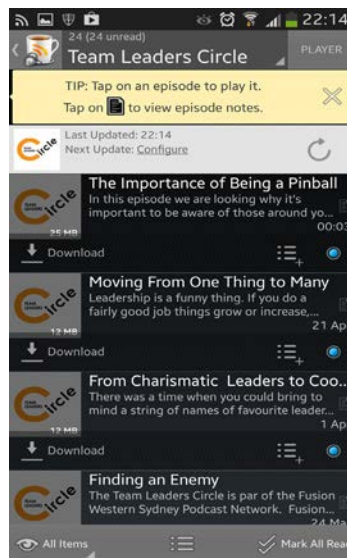 22:14
24 (24 unread)
Team Leaders Circle
PLAYER
TIP: Tap on an episode to play it.
Tap on to view episode notes.
Last Updated: 22:14
Next Update: Configure
The Importance of Being a Pinball
In this episode we are looking why it's
important to be aware of those around yo...
25 MB
00:03
Download
Moving From One Thing to Many
Leadership is a funny thing. If you do a
fairly good job things grow or increase,...
12 MB
21 Ap
Download
From Charismatic Leaders to Coo..
There was a time when you could bring to
mind a string of names of favourite leader...
12 MB
1 Ap
Download
Finding an Enemy
The Team Leaders Circle is par of the Fusion
Western Sydney Podcast Network. Fusion...
24 Ma
All Items
Mark All Read